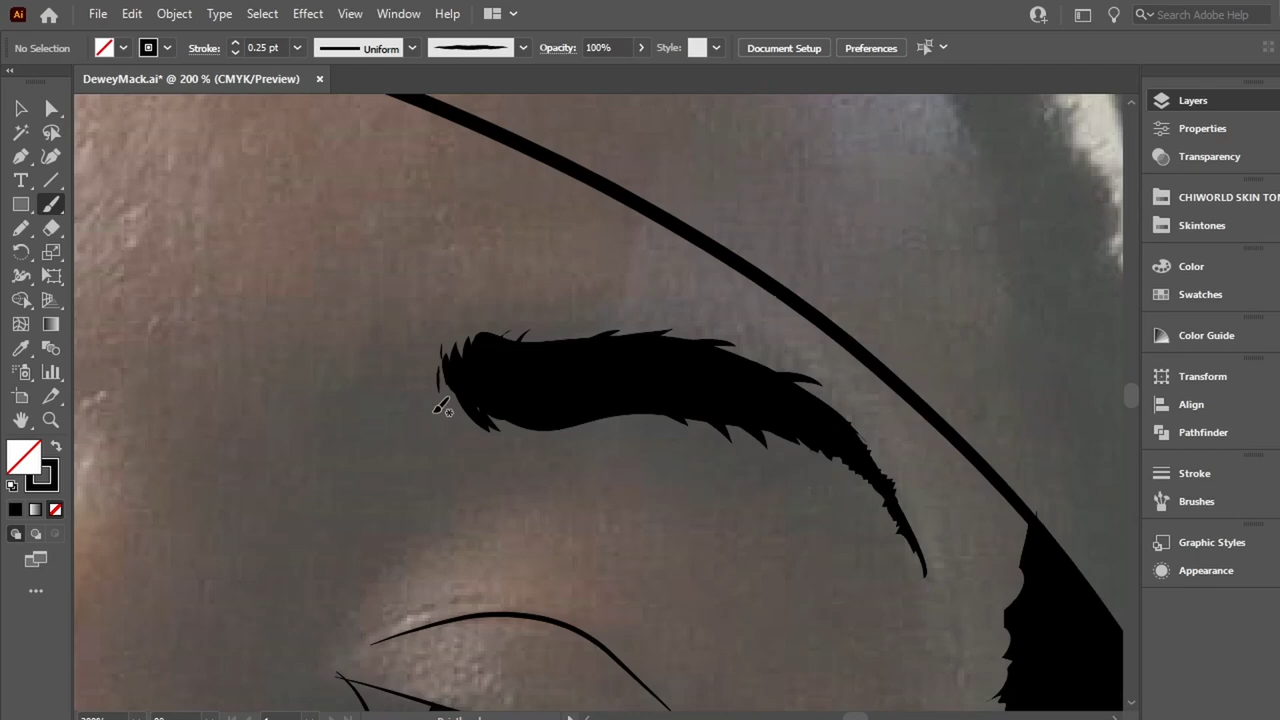 Ai File Edit Object Type Select Effect View Window Help Search Adobe Help
No Selection Stroke: 0.25 pt Uniform Opacity: 100% Style: Document Setup Preferences
DeweyMack.ai* @ 200 % (CMYK/Preview) ×
Layers
Properties
Transparency
CHIWORLD SKIN TON
Skintones
Color
Swatches
Color Guide
Transform
Align
Pathfinder
Stroke
Brushes
Graphic Styles
Appearance